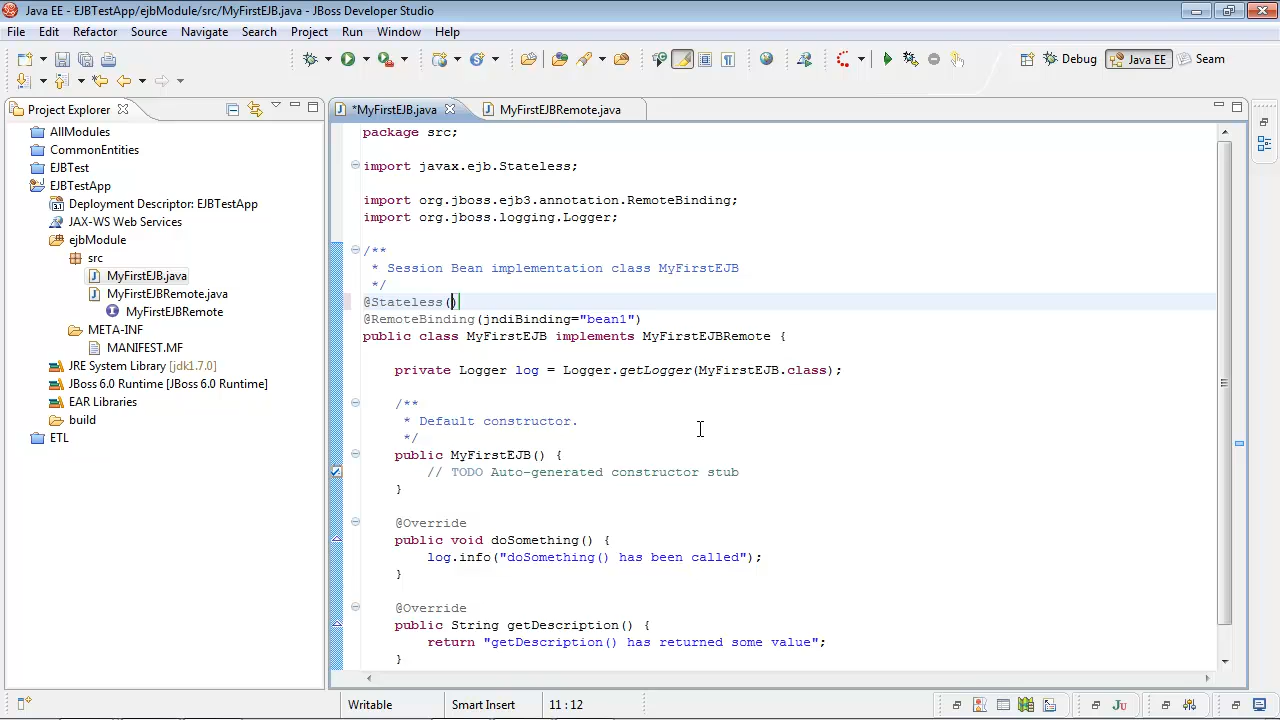 Java EE - EJBTestApp/ejbModule/src/MyFirstEJB.java - JBoss Developer Studio
File Edit Refactor Source Navigate Search Project Run Window Help
Debug Java EE Seam
Project Explorer
AllModules
CommonEntities
EJBTest
EJBTestApp
Deployment Descriptor: EJBTestApp
JAX-WS Web Services
ejbModule
src
MyFirstEJB.java
MyFirstEJBRemote.java
MyFirstEJBRemote
META-INF
MANIFEST.MF
JRE System Library [jdk1.7.0]
JBoss 6.0 Runtime [JBoss 6.0 Runtime]
EAR Libraries
build
ETL
*MyFirstEJB.java MyFirstEJBRemote.java
package src;
import javax.ejb.Stateless;
import org.jboss.ejb3.annotation.RemoteBinding;
import org.jboss.logging.Logger;
/**
* Session Bean implementation class MyFirstEJB
*/
@Stateless()
@RemoteBinding(jndiBinding="bean1")
public class MyFirstEJB implements MyFirstEJBRemote {
private Logger log = Logger.getLogger(MyFirstEJB.class);
/**
* Default constructor.
*/
public MyFirstEJB() {
// TODO Auto-generated constructor stub
}
@Override
public void doSomething() {
log.info("doSomething() has been called");
}
@Override
public String getDescription() {
return "getDescription() has returned some value";
}
Writable Smart Insert 11 : 12